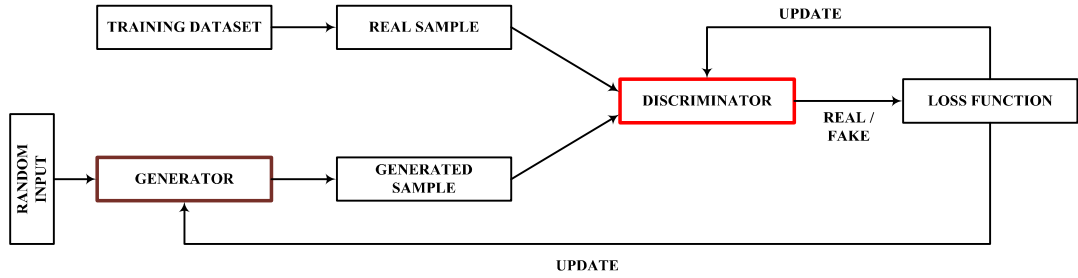 UPDATE
TRAINING DATASET
REAL SAMPLE
DISCRIMINATOR
LOSS FUNCTION
REAL /
FAKE
RANDOM
INPUT
GENERATOR
GENERATED
SAMPLE
UPDATE